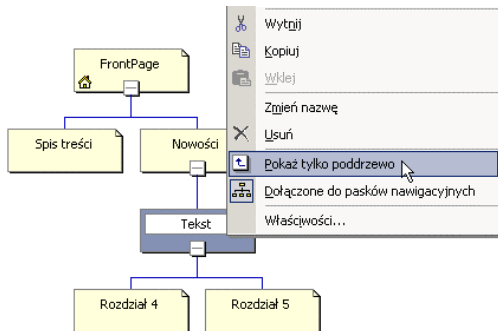 Wytnij
Kopiuj
Wklej
Zmień nazwę
Usuń
Pokaż tylko poddrzewo
Dołączone do pasków nawigacyjnych
Właściwości...
FrontPage
Spis treści
Nowości
Tekst
Rozdział 4
Rozdział 5